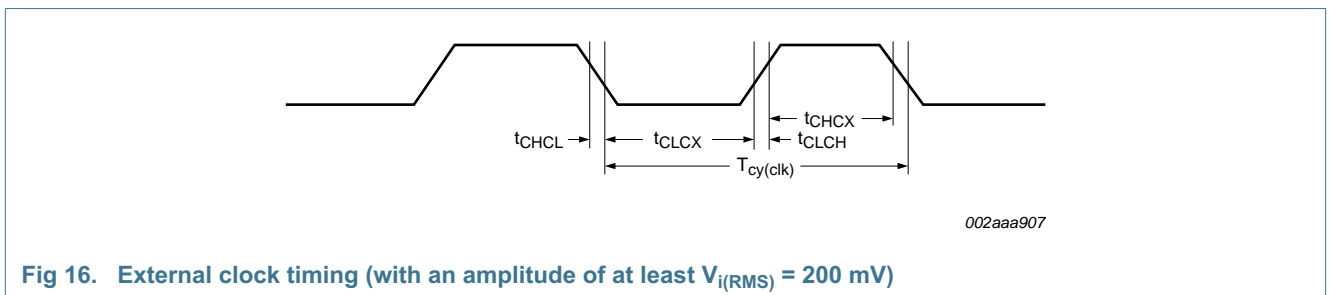 tCHCX
tCHCL tCLCX tCLCH
Tcy(clk)
002aaa907
Fig 16. External clock timing (with an amplitude of at least Vi(RMS) = 200 mV)